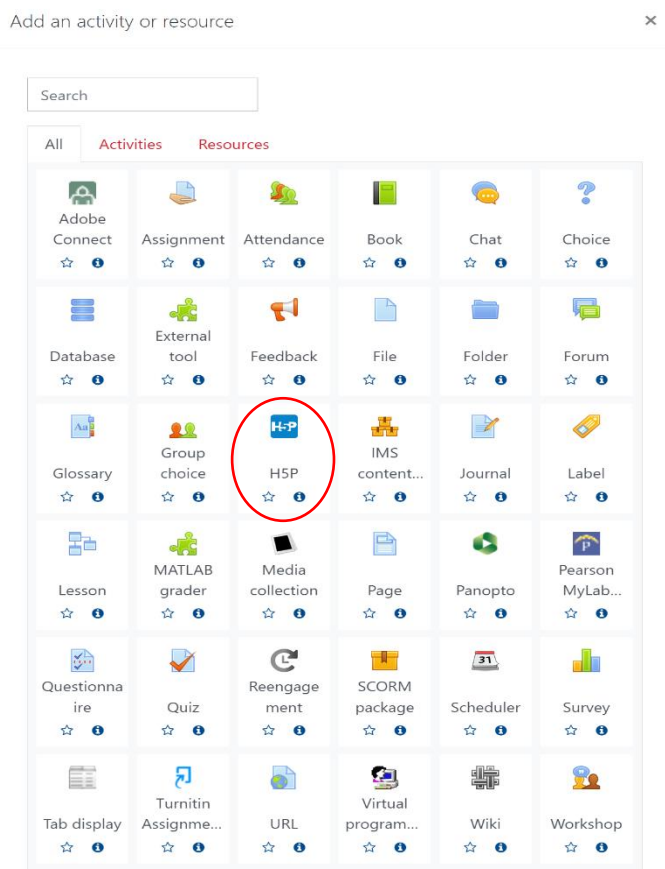 Add an activity or resource ×
Search
All Activities Resources
Adobe
Connect Assignment Attendance Book Chat Choice
External
Database tool Feedback File Folder Forum
Aa
H-5P
Group IMS
Glossary choice H5P content... Journal Label
P
MATLAB Media Pearson
Lesson grader collection Page Panopto MyLab...
31
Questionna Reengage SCORM
ire Quiz ment package Scheduler Survey
Turnitin Virtual
Tab display Assignme... URL program... Wiki Workshop